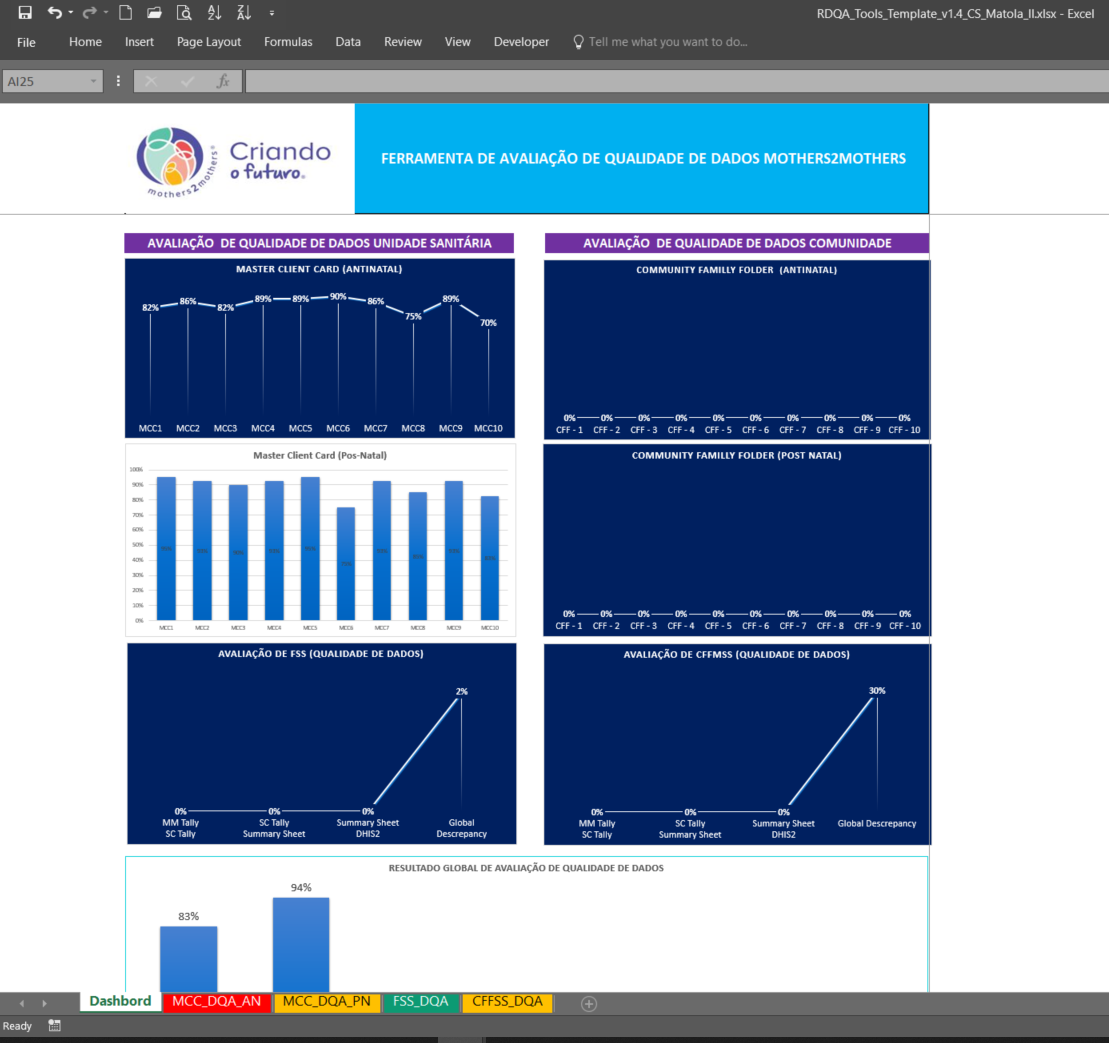 RDQA_Tools_Template_v1.4_CS_Matola_II.xlsx - Excel
File Home Insert Page Layout Formulas Data Review View Developer Tell me what you want to do...
AI25 fx
Criando
o futuro.
mothers2mothers
FERRAMENTA DE AVALIAÇÃO DE QUALIDADE DE DADOS MOTHERS2MOTHERS
AVALIAÇÃO DE QUALIDADE DE DADOS UNIDADE SANITÁRIA
MASTER CLIENT CARD (ANTINATAL)
82% 86% 82% 89% 89% 90% 86% 75% 89% 70%
MCC1 MCC2 MCC3 MCC4 MCC5 MCC6 MCC7 MCC8 MCC9 MCC10
Master Client Card (Pos-Natal)
100%
90%
80%
70%
60%
50%
40%
30%
20%
10%
0%
MCC1 MCC2 MCC3 MCC4 MCC5 MCC6 MCC7 MCC8 MCC9 MCC10
AVALIAÇÃO DE FSS (QUALIDADE DE DADOS)
2%
0% 0% 0%
MM Tally SC Tally Summary Sheet Global
SC Tally Summary Sheet DHIS2 Descrepancy
AVALIAÇÃO DE QUALIDADE DE DADOS COMUNIDADE
COMMUNITY FAMILLY FOLDER (ANTINATAL)
0% 0% 0% 0% 0% 0% 0% 0% 0% 0%
CFF - 1 CFF - 2 CFF - 3 CFF - 4 CFF - 5 CFF - 6 CFF - 7 CFF - 8 CFF - 9 CFF - 10
COMMUNITY FAMILLY FOLDER (POST NATAL)
0% 0% 0% 0% 0% 0% 0% 0% 0% 0%
CFF - 1 CFF - 2 CFF - 3 CFF - 4 CFF - 5 CFF - 6 CFF - 7 CFF - 8 CFF - 9 CFF - 10
AVALIAÇÃO DE CFFMSS (QUALIDADE DE DADOS)
30%
0% 0% 0%
MM Tally SC Tally Summary Sheet Global Descrepancy
SC Tally Summary Sheet DHIS2
RESULTADO GLOBAL DE AVALIAÇÃO DE QUALIDADE DE DADOS
94%
83%
Dashbord MCC_DQA_AN MCC_DQA_PN FSS_DQA CFFSS_DQA
Ready